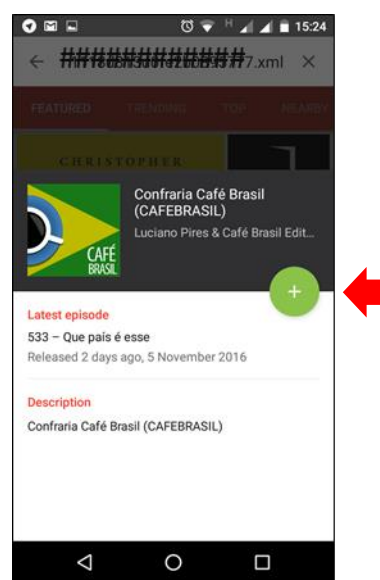 H 15:24
7.xml
FEATURED TRENDING TOP NEARBY
CHRISTOPHER
CAFÉ
BRASIL
Confraria Café Brasil
(CAFEBRASIL)
Luciano Pires & Café Brasil Edit...
+
Latest episode
533 – Que país é esse
Released 2 days ago, 5 November 2016
Description
Confraria Café Brasil (CAFEBRASIL)